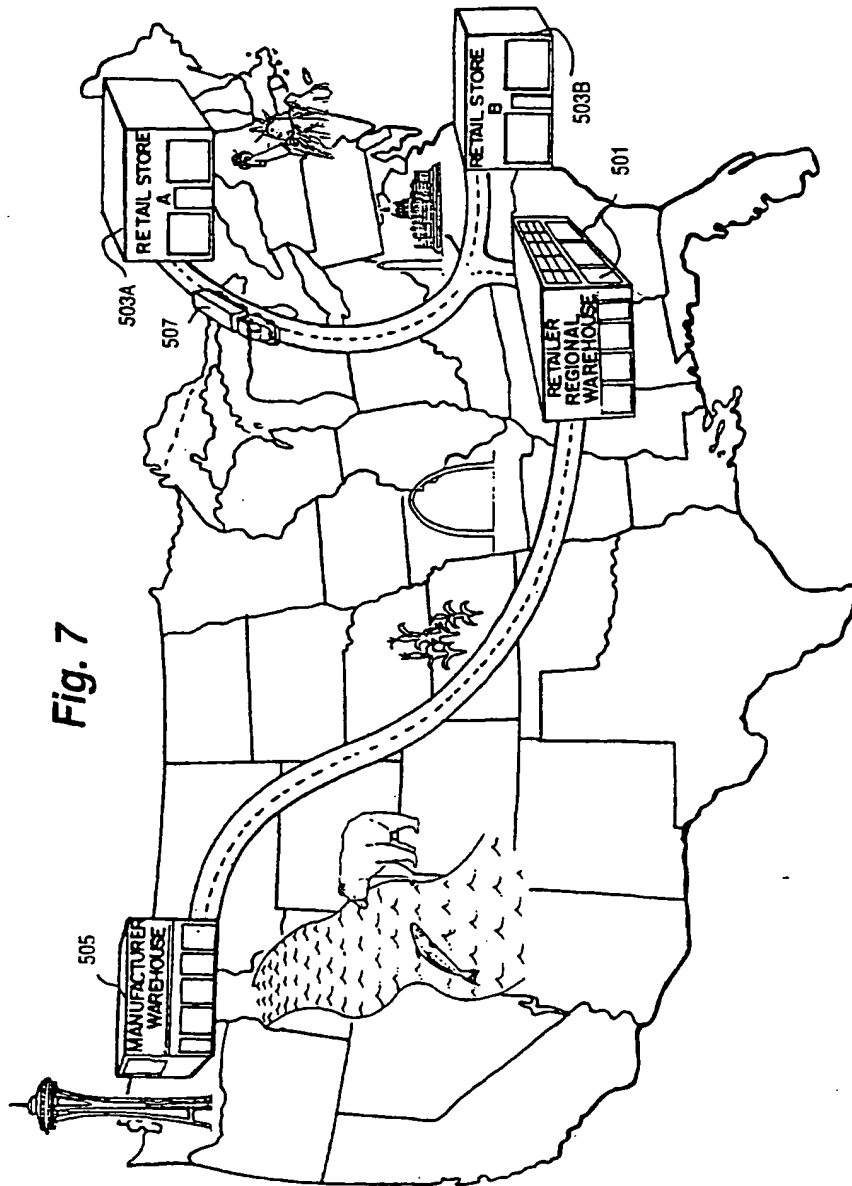 Fig. 7
505
MANUFACTURER
WAREHOUSE
503A
RETAIL STORE
A
507
RETAIL STORE
B
503B
501
RETAILER
REGIONAL
WAREHOUSE